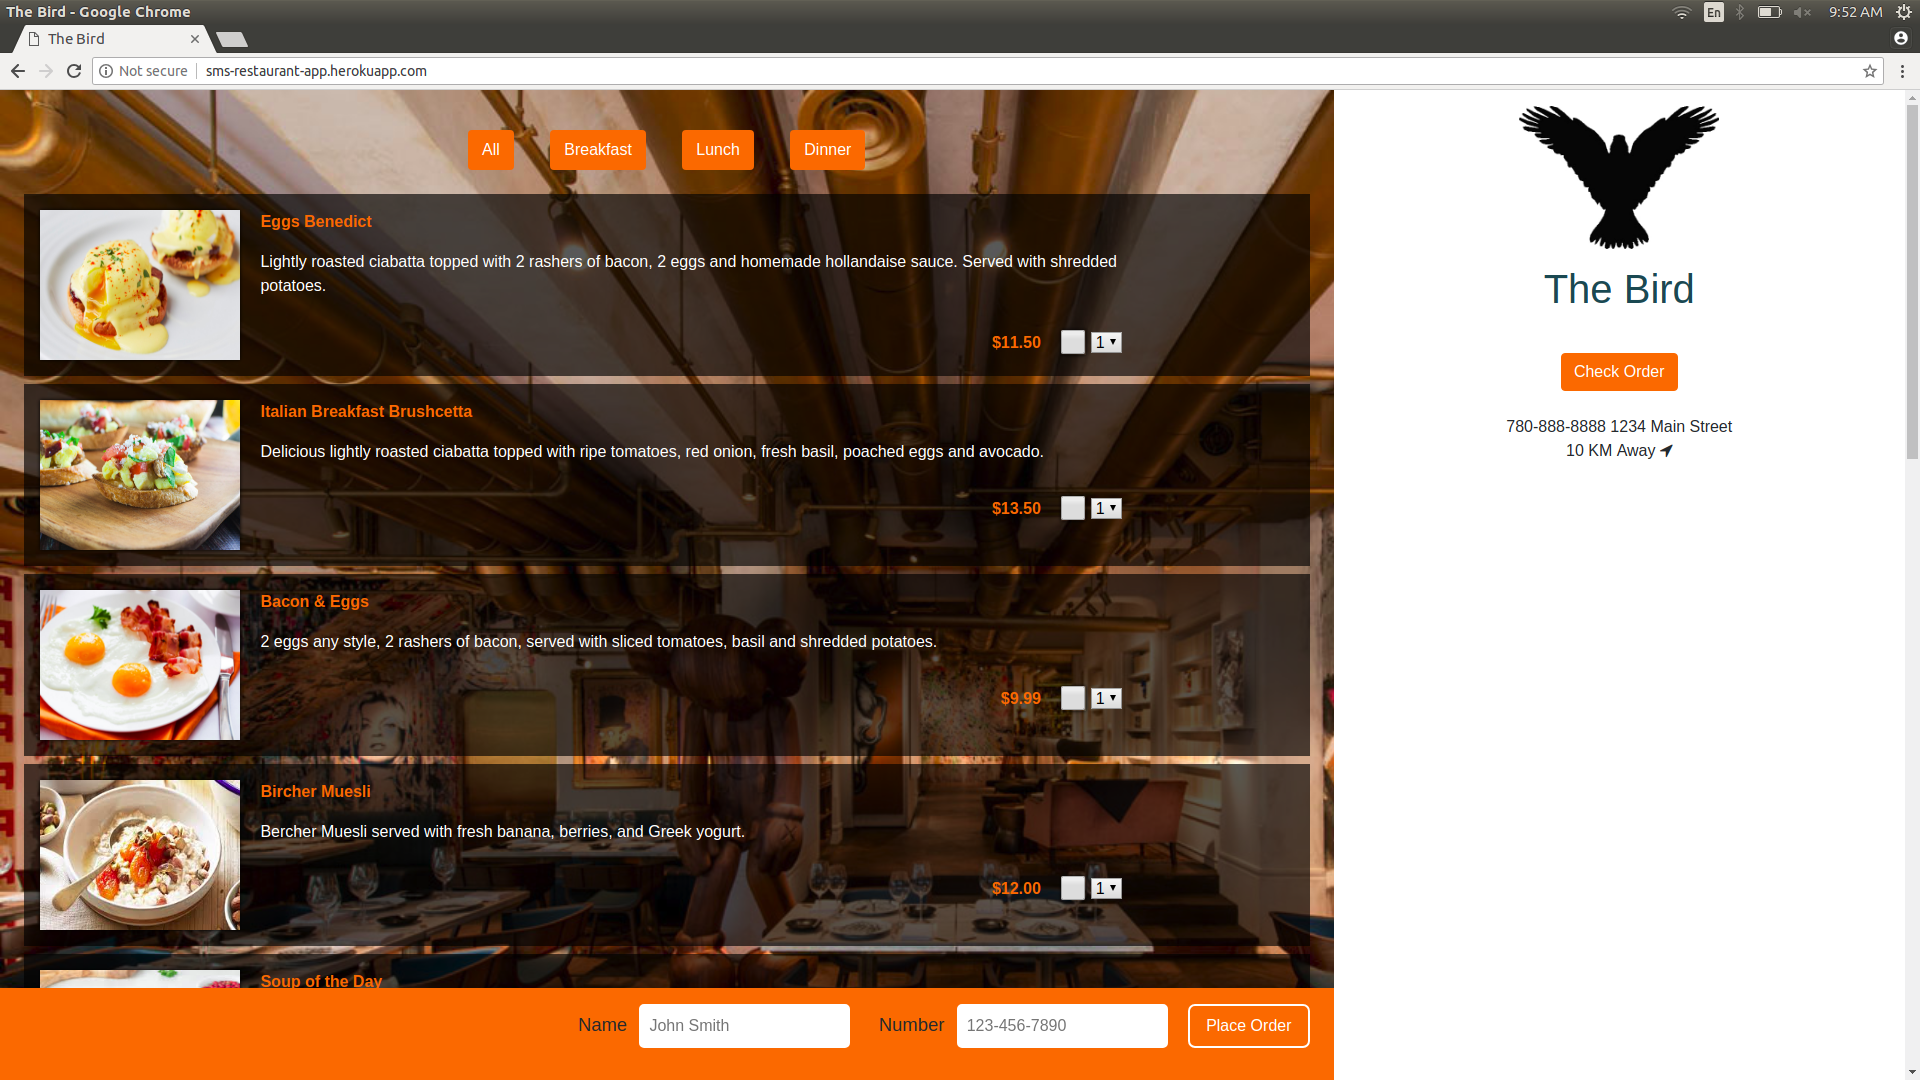 The Bird - Google Chrome
En
9:52 AM
The Bird
Not secure
sms-restaurant-app.herokuapp.com
All
Breakfast
Lunch
Dinner
Eggs Benedict
Lightly roasted ciabatta topped with 2 rashers of bacon, 2 eggs and homemade hollandaise sauce. Served with shredded
potatoes.
$11.50
1
Italian Breakfast Brushcetta
Delicious lightly roasted ciabatta topped with ripe tomatoes, red onion, fresh basil, poached eggs and avocado.
$13.50
1
Bacon & Eggs
2 eggs any style, 2 rashers of bacon, served with sliced tomatoes, basil and shredded potatoes.
$9.99
1
Bircher Muesli
Bercher Muesli served with fresh banana, berries, and Greek yogurt.
$12.00
1
Soup of the Day
Name
John Smith
Number
123-456-7890
Place Order
The Bird
Check Order
780-888-8888 1234 Main Street
10 KM Away